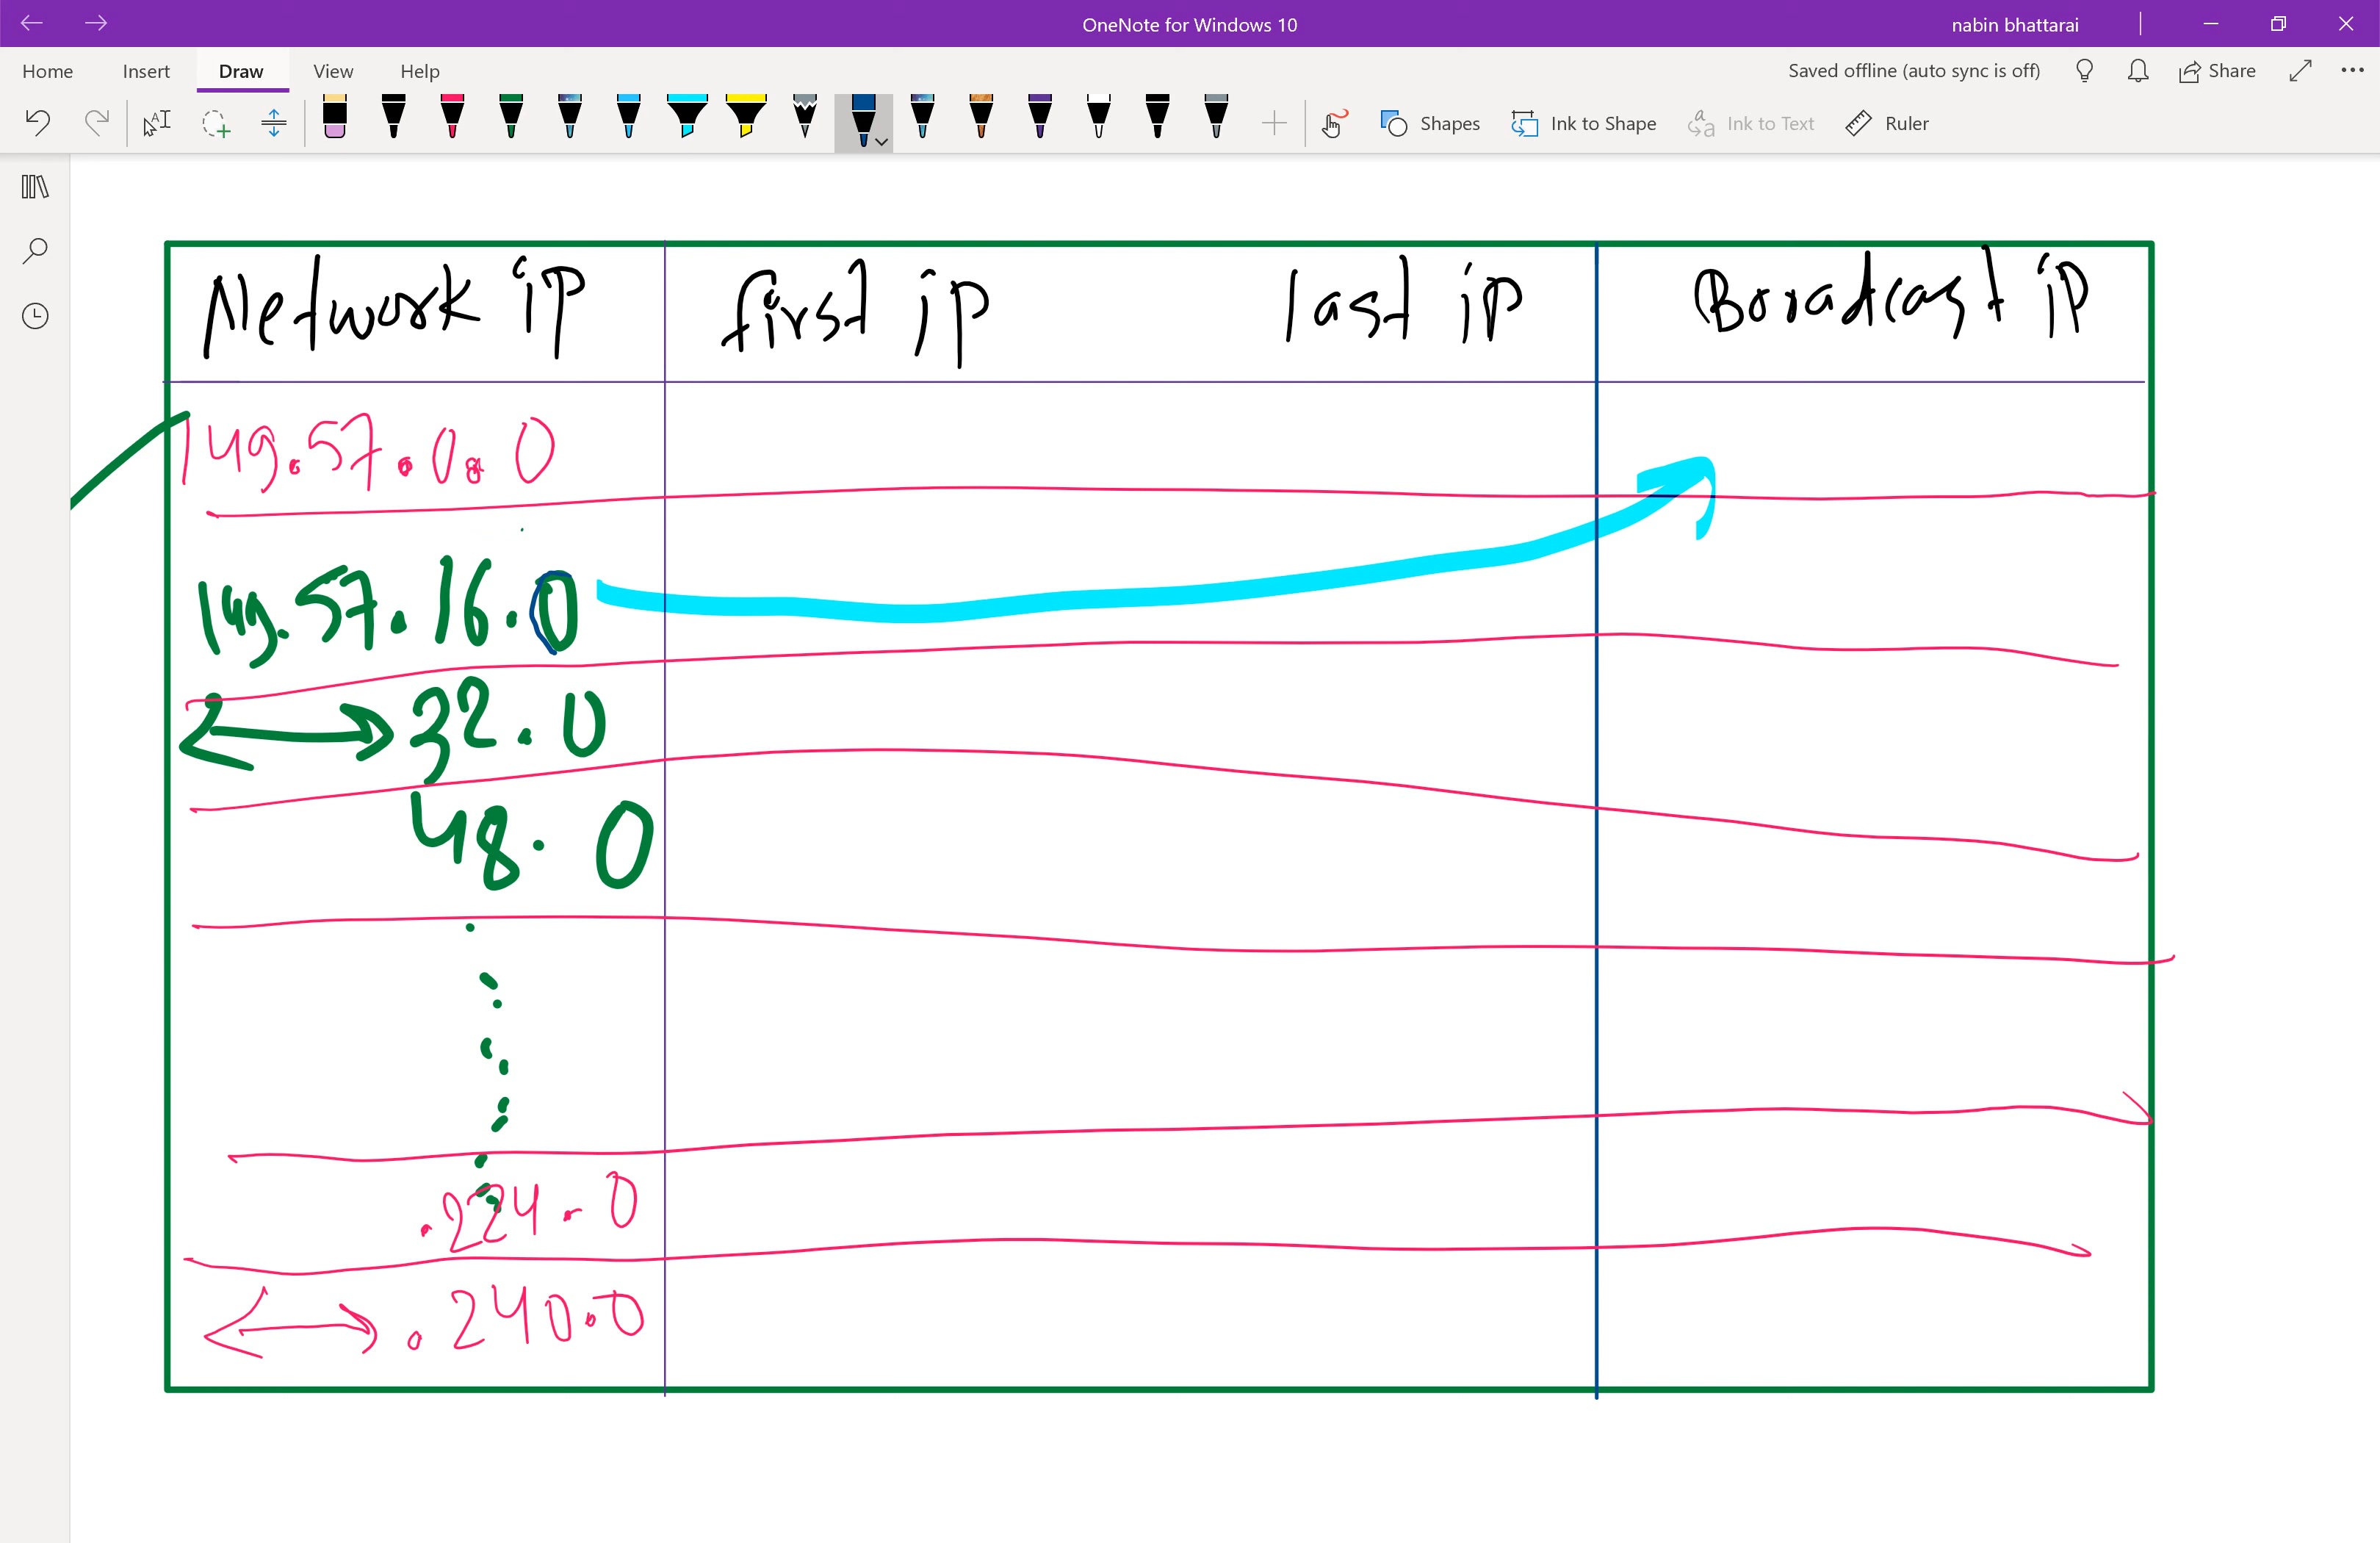 OneNote for Windows 10
nabin bhattarai
Home Insert Draw View Help
Saved offline (auto sync is off)
Share
Shapes Ink to Shape Ink to Text Ruler
Network iP first ip last iP Boradcast iP
149.57.0.0
149.57.16.0
32.0
48.0
.224.0
.240.0